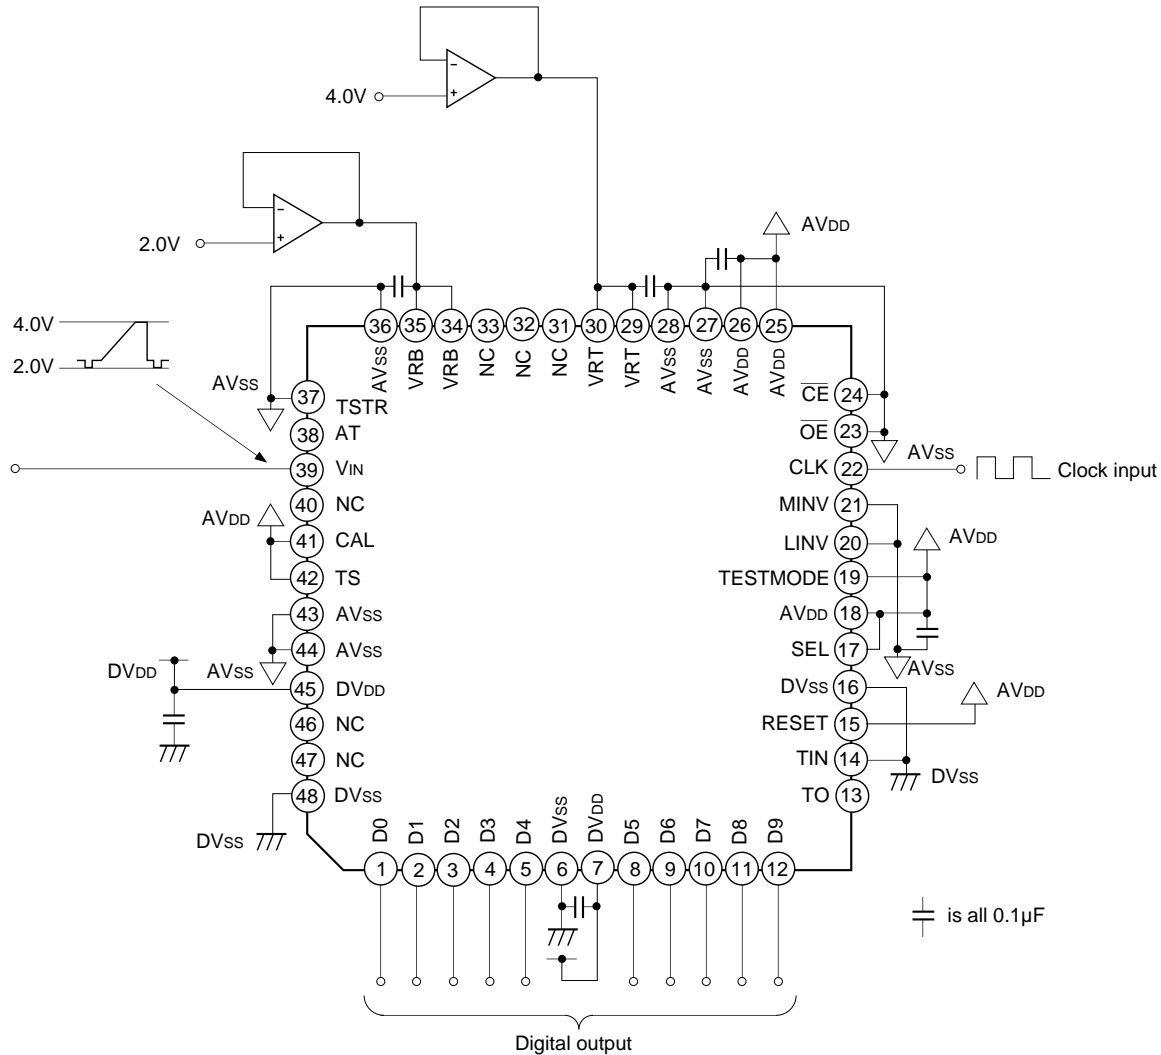 4.0V
−
+
2.0V
−
+
AVDD
4.0V
2.0V
36 35 34 33 32 31 30 29 28 27 26 25
AVSS VRB VRB NC NC NC VRT VRT AVSS AVSS AVDD AVDD
AVSS
37 TSTR
38 AT
39 VIN
40 NC
AVDD
41 CAL
42 TS
43 AVSS
44 AVSS
AVSS
DVDD
45 DVDD
46 NC
47 NC
48 DVSS
DVSS
CE 24
OE 23
AVSS
CLK 22
Clock input
MINV 21
LINV 20
AVDD
TESTMODE 19
AVDD 18
SEL 17
AVSS
DVSS 16
AVDD
RESET 15
TIN 14
DVSS
TO 13
D0 D1 D2 D3 D4 DVSS DVDD D5 D6 D7 D8 D9
1 2 3 4 5 6 7 8 9 10 11 12
is all 0.1µF
Digital output